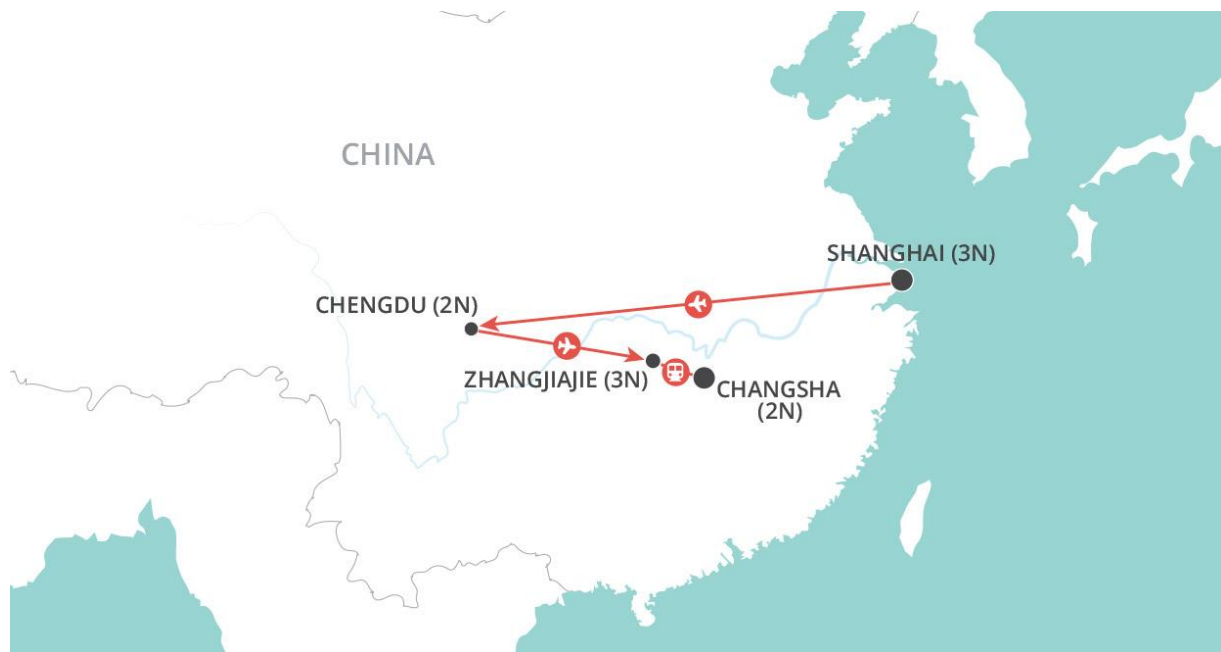 CHINA
SHANGHAI (3N)
CHENGDU (2N)
ZHANGJIAJIE (3N)
CHANGSHA
(2N)